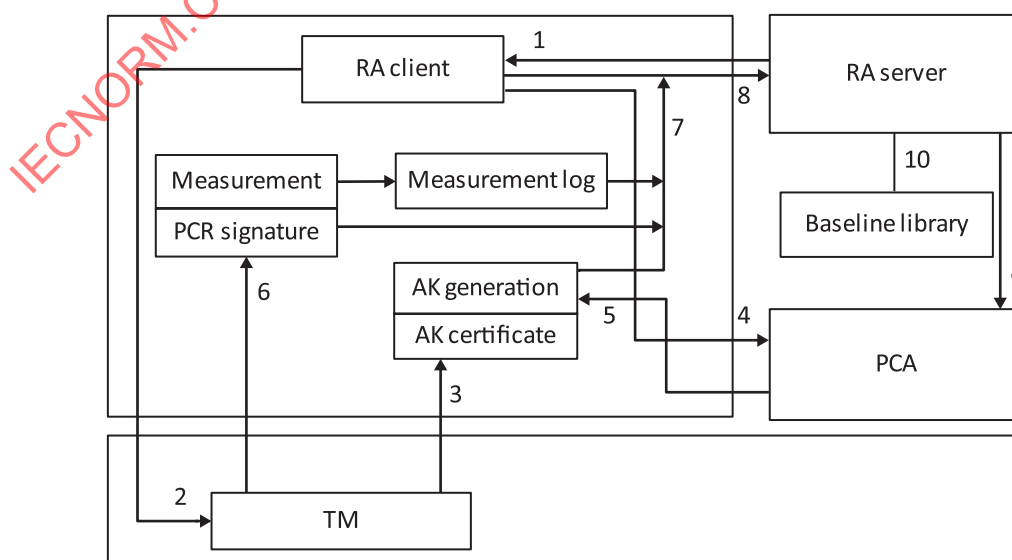 IECNORM.C
RA client
1
RA server
8
7
10
Measurement
Measurement log
PCR signature
Baseline library
6
AK generation
5
4
AK certificate
PCA
3
2
TM